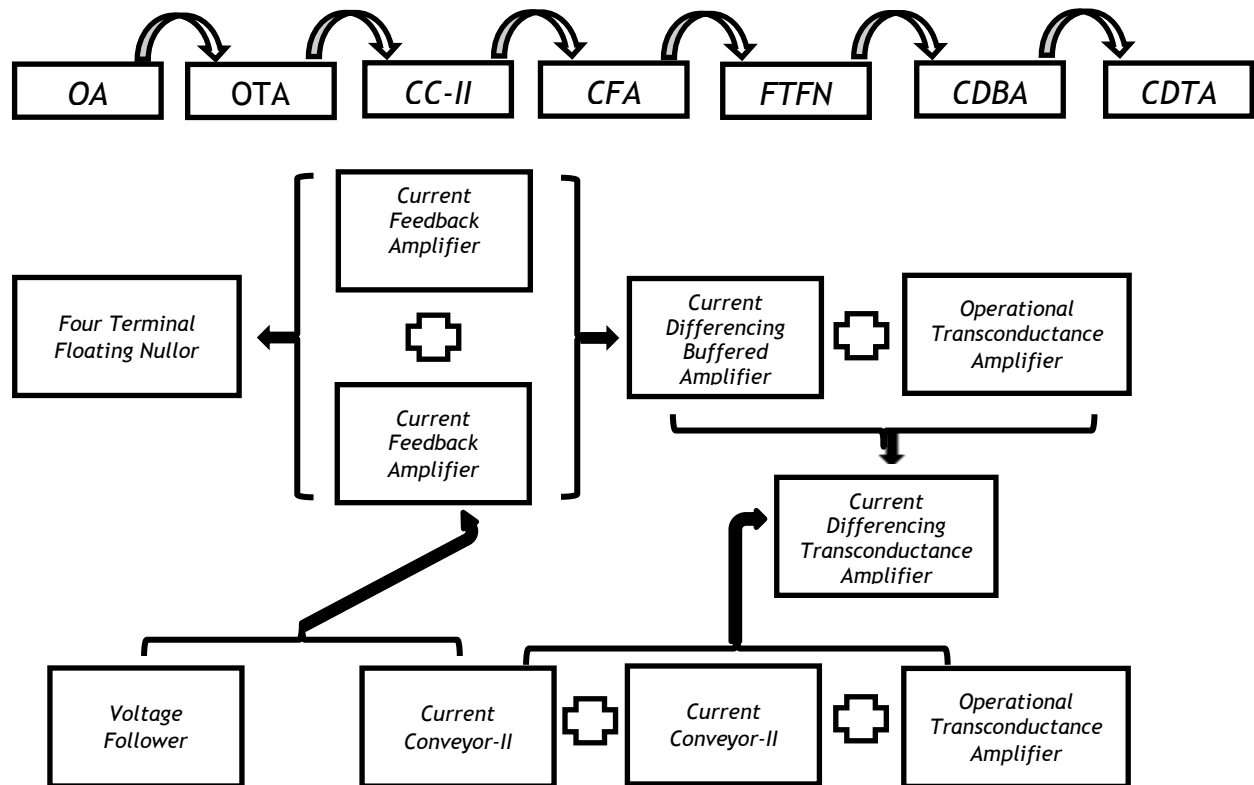 OA
OTA
CC-II
CFA
FTFN
CDBA
CDTA
Current
Feedback
Amplifier
Four Terminal
Floating Nullor
Current
Differencing
Buffered
Amplifier
Operational
Transconductance
Amplifier
Current
Feedback
Amplifier
Current
Differencing
Transconductance
Amplifier
Voltage
Follower
Current
Conveyor-II
Current
Conveyor-II
Operational
Transconductance
Amplifier